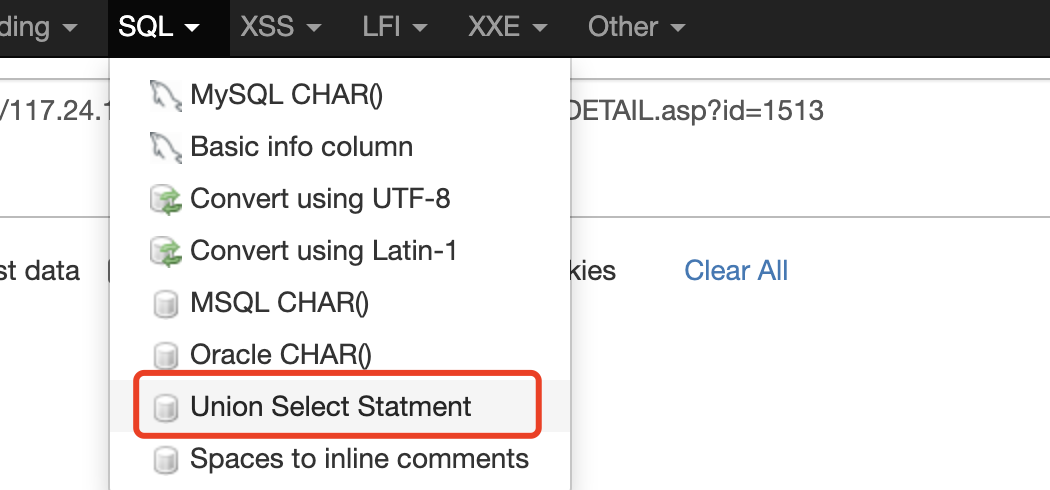 ding SQL XSS LFI XXE Other
MySQL CHAR()
/117.24.1 DETAIL.asp?id=1513
Basic info column
Convert using UTF-8
Convert using Latin-1
st data kies Clear All
MSQL CHAR()
Oracle CHAR()
Union Select Statment
Spaces to inline comments